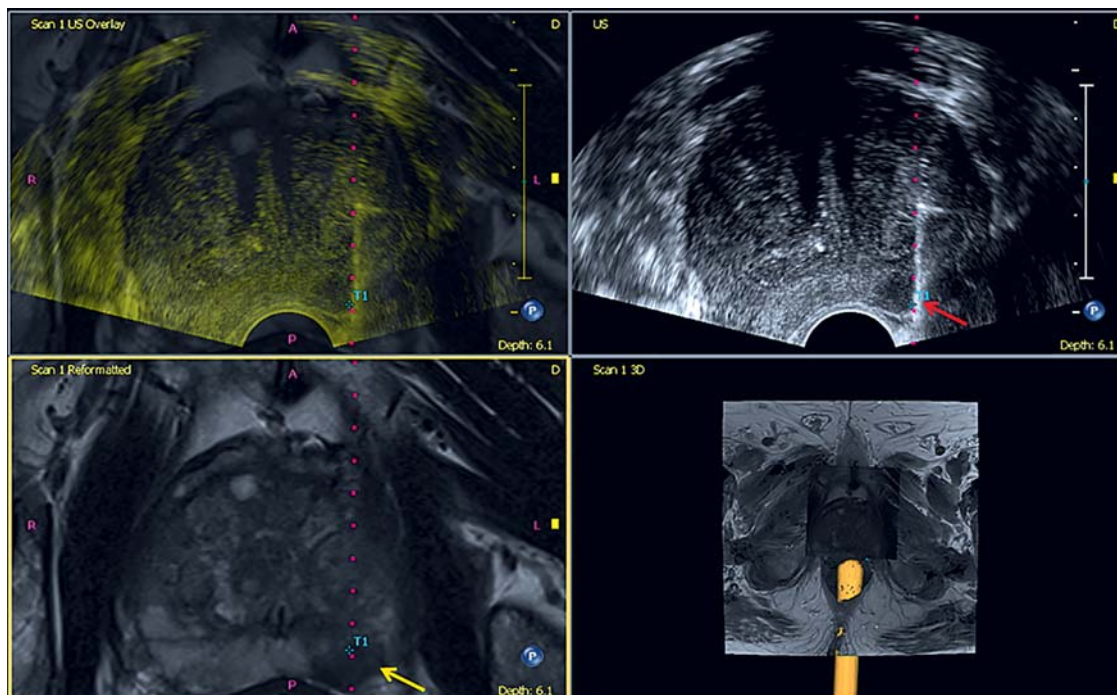 Scan 1 US Overlay
A
D
R
L
T1
P
P
Depth: 6.1
US
T1
P
Depth: 6.1
Scan 1 Reformatted
A
D
R
L
T1
P
P
Depth: 6.1
Scan 1 3D